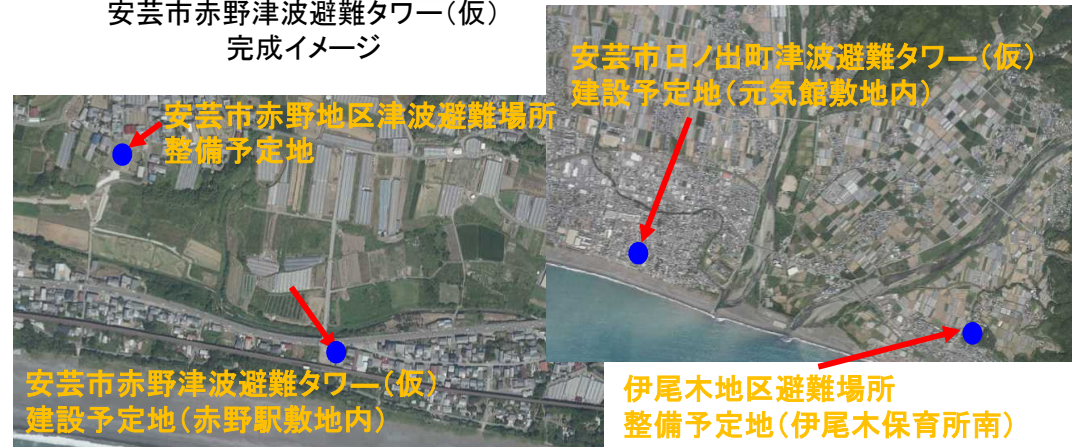 安芸市赤野津波避難タワー（仮）
完成イメージ
安芸市赤野地区津波避難場所
整備予定地
安芸市赤野津波避難タワー（仮）
建設予定地（赤野駅敷地内）
安芸市日ノ出町津波避難タワー（仮）
建設予定地（元気館敷地内）
伊尾木地区避難場所
整備予定地（伊尾木保育所南）